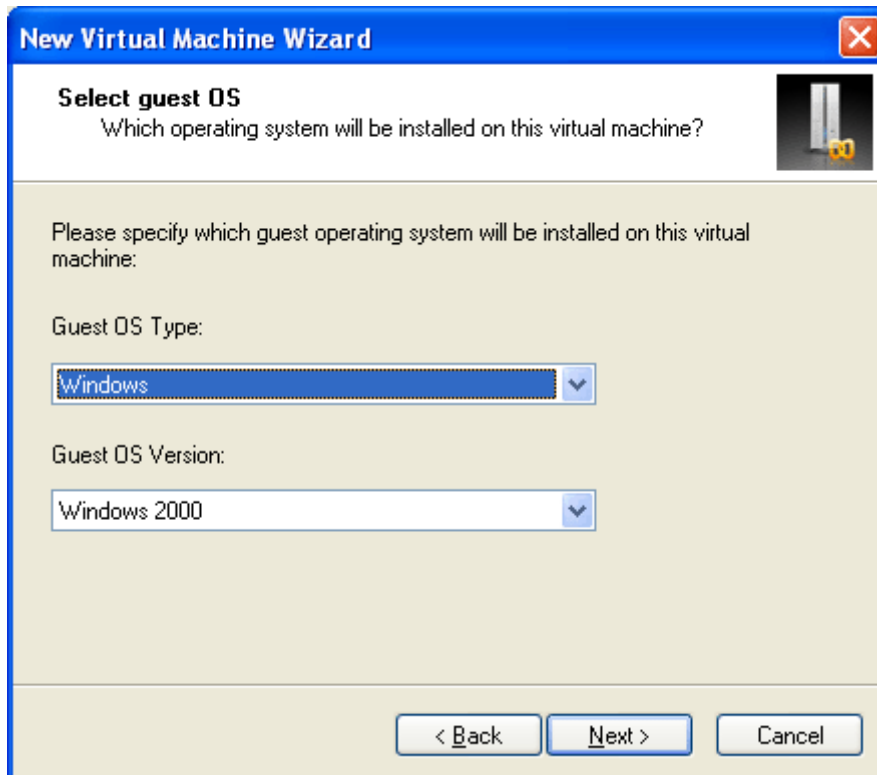 New Virtual Machine Wizard
Select guest OS
Which operating system will be installed on this virtual machine?
Please specify which guest operating system will be installed on this virtual
machine:
Guest OS Type:
Windows
Guest OS Version:
Windows 2000
< Back Next > Cancel